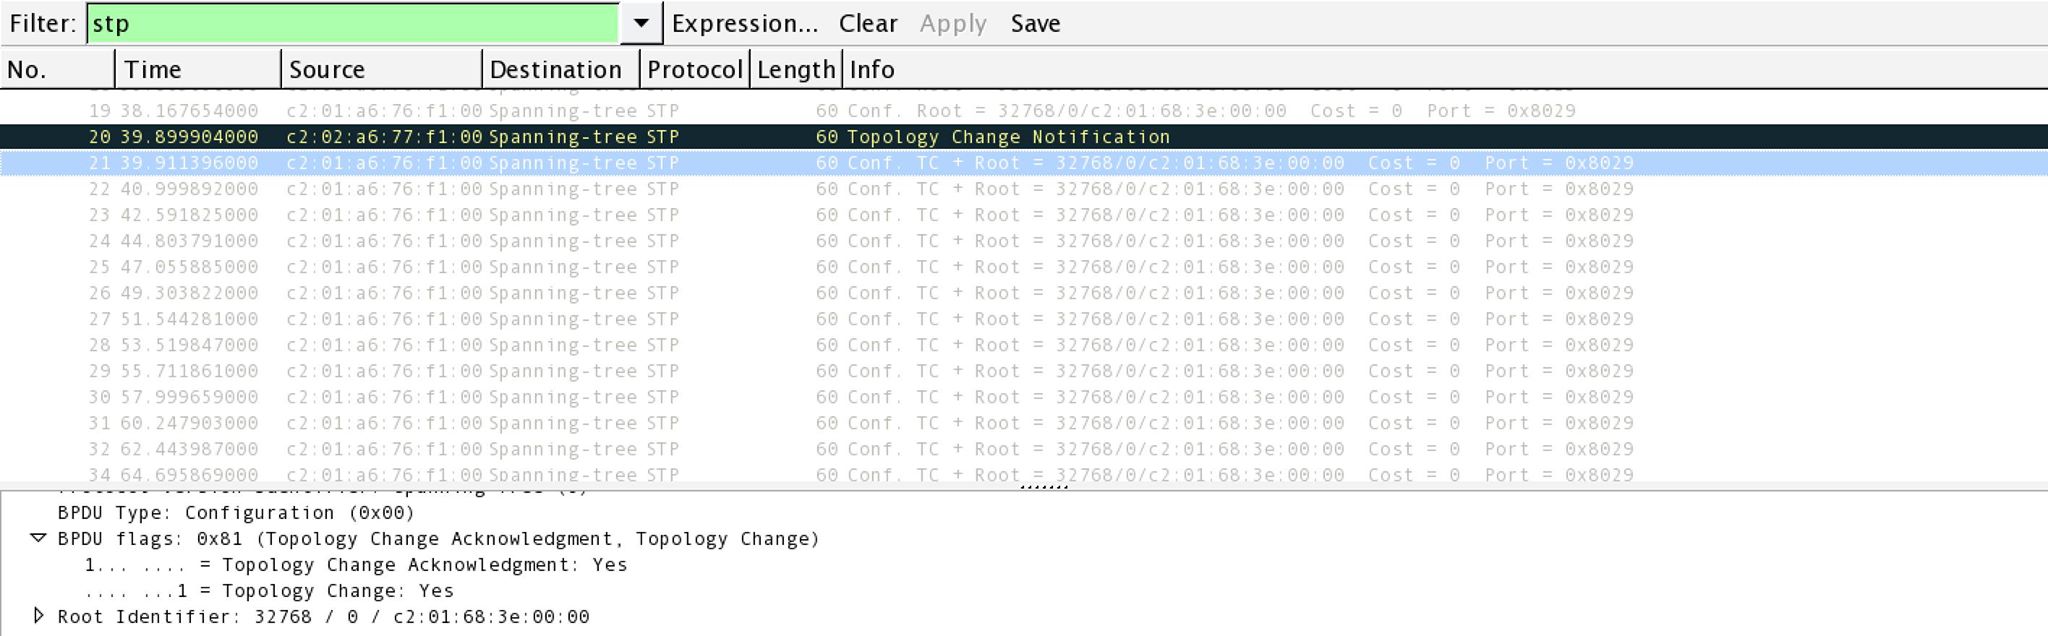 Filter: stp Expression... Clear Apply Save
No. Time Source Destination Protocol Length Info
19 38.167654000 c2:01:a6:76:f1:00 Spanning-tree STP 60 Conf. Root = 32768/0/c2:01:68:3e:00:00 Cost = 0 Port = 0x8029
20 39.899904000 c2:02:a6:77:f1:00 Spanning-tree STP 60 Topology Change Notification
21 39.911396000 c2:01:a6:76:f1:00 Spanning-tree STP 60 Conf. TC + Root = 32768/0/c2:01:68:3e:00:00 Cost = 0 Port = 0x8029
22 40.999892000 c2:01:a6:76:f1:00 Spanning-tree STP 60 Conf. TC + Root = 32768/0/c2:01:68:3e:00:00 Cost = 0 Port = 0x8029
23 42.591825000 c2:01:a6:76:f1:00 Spanning-tree STP 60 Conf. TC + Root = 32768/0/c2:01:68:3e:00:00 Cost = 0 Port = 0x8029
24 44.803791000 c2:01:a6:76:f1:00 Spanning-tree STP 60 Conf. TC + Root = 32768/0/c2:01:68:3e:00:00 Cost = 0 Port = 0x8029
25 47.055885000 c2:01:a6:76:f1:00 Spanning-tree STP 60 Conf. TC + Root = 32768/0/c2:01:68:3e:00:00 Cost = 0 Port = 0x8029
26 49.303822000 c2:01:a6:76:f1:00 Spanning-tree STP 60 Conf. TC + Root = 32768/0/c2:01:68:3e:00:00 Cost = 0 Port = 0x8029
27 51.544281000 c2:01:a6:76:f1:00 Spanning-tree STP 60 Conf. TC + Root = 32768/0/c2:01:68:3e:00:00 Cost = 0 Port = 0x8029
28 53.519847000 c2:01:a6:76:f1:00 Spanning-tree STP 60 Conf. TC + Root = 32768/0/c2:01:68:3e:00:00 Cost = 0 Port = 0x8029
29 55.711861000 c2:01:a6:76:f1:00 Spanning-tree STP 60 Conf. TC + Root = 32768/0/c2:01:68:3e:00:00 Cost = 0 Port = 0x8029
30 57.999659000 c2:01:a6:76:f1:00 Spanning-tree STP 60 Conf. TC + Root = 32768/0/c2:01:68:3e:00:00 Cost = 0 Port = 0x8029
31 60.247903000 c2:01:a6:76:f1:00 Spanning-tree STP 60 Conf. TC + Root = 32768/0/c2:01:68:3e:00:00 Cost = 0 Port = 0x8029
32 62.443987000 c2:01:a6:76:f1:00 Spanning-tree STP 60 Conf. TC + Root = 32768/0/c2:01:68:3e:00:00 Cost = 0 Port = 0x8029
34 64.695869000 c2:01:a6:76:f1:00 Spanning-tree STP 60 Conf. TC + Root = 32768/0/c2:01:68:3e:00:00 Cost = 0 Port = 0x8029
BPDU Type: Configuration (0x00)
BPDU flags: 0x81 (Topology Change Acknowledgment, Topology Change)
1... .... = Topology Change Acknowledgment: Yes
.... ...1 = Topology Change: Yes
Root Identifier: 32768 / 0 / c2:01:68:3e:00:00